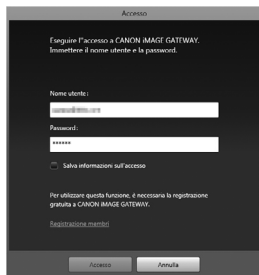 Accesso
Eseguire l'accesso a CANON iMAGE GATEWAY.
Immettere il nome utente e la password.
Nome utente:
Password:
******
Salva informazioni sull'accesso
Per utilizzare questa funzione, è necessaria la registrazione
gratuita a CANON iMAGE GATEWAY.
Registrazione membri
Accesso Annulla